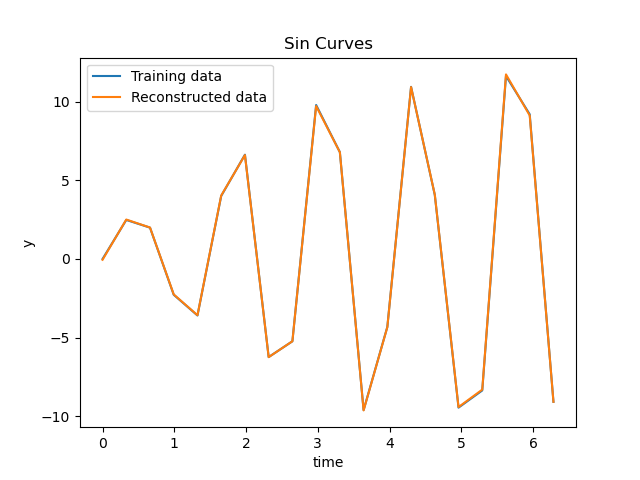 Sin Curves
Training data
Reconstructed data
10
5
0
−5
−10
y
0 1 2 3 4 5 6
time